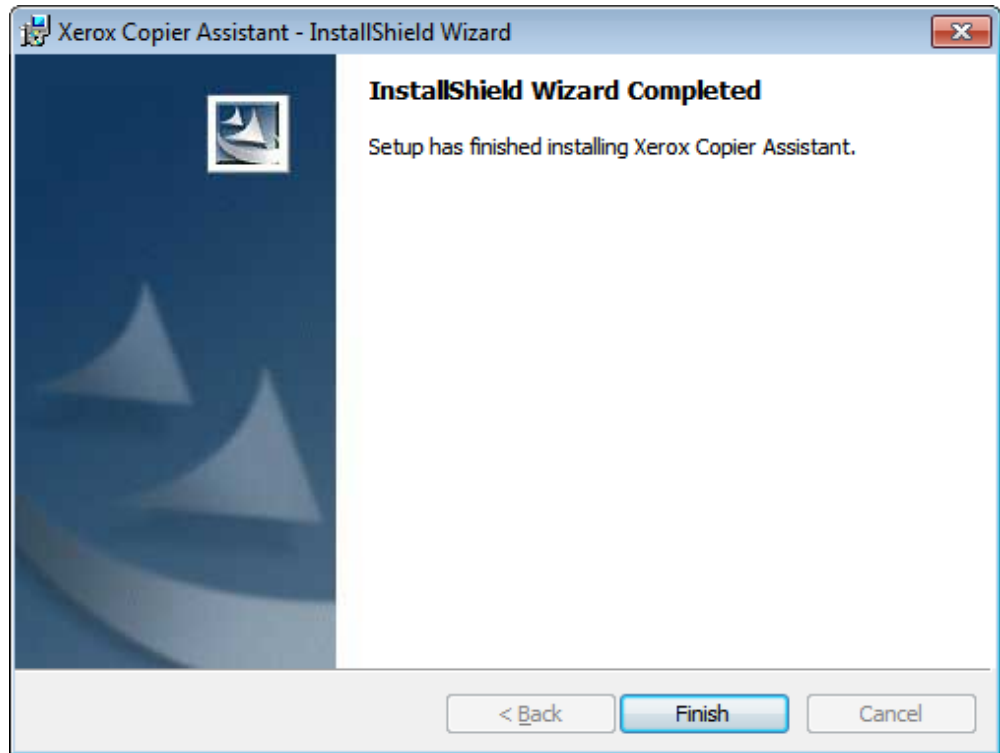 Xerox Copier Assistant - InstallShield Wizard
InstallShield Wizard Completed
Setup has finished installing Xerox Copier Assistant.
< Back
Finish
Cancel